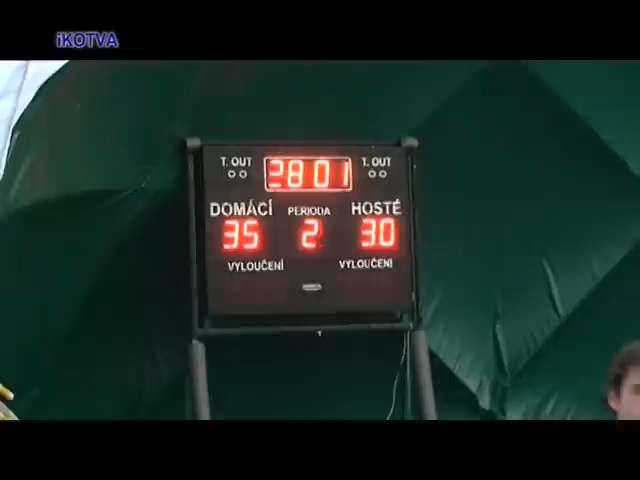 iKOTVA
T. OUT 28 01 T. OUT
DOMÁCÍ PERIODA HOSTÉ
35 2 30
VYLOUČENÍ VYLOUČENÍ